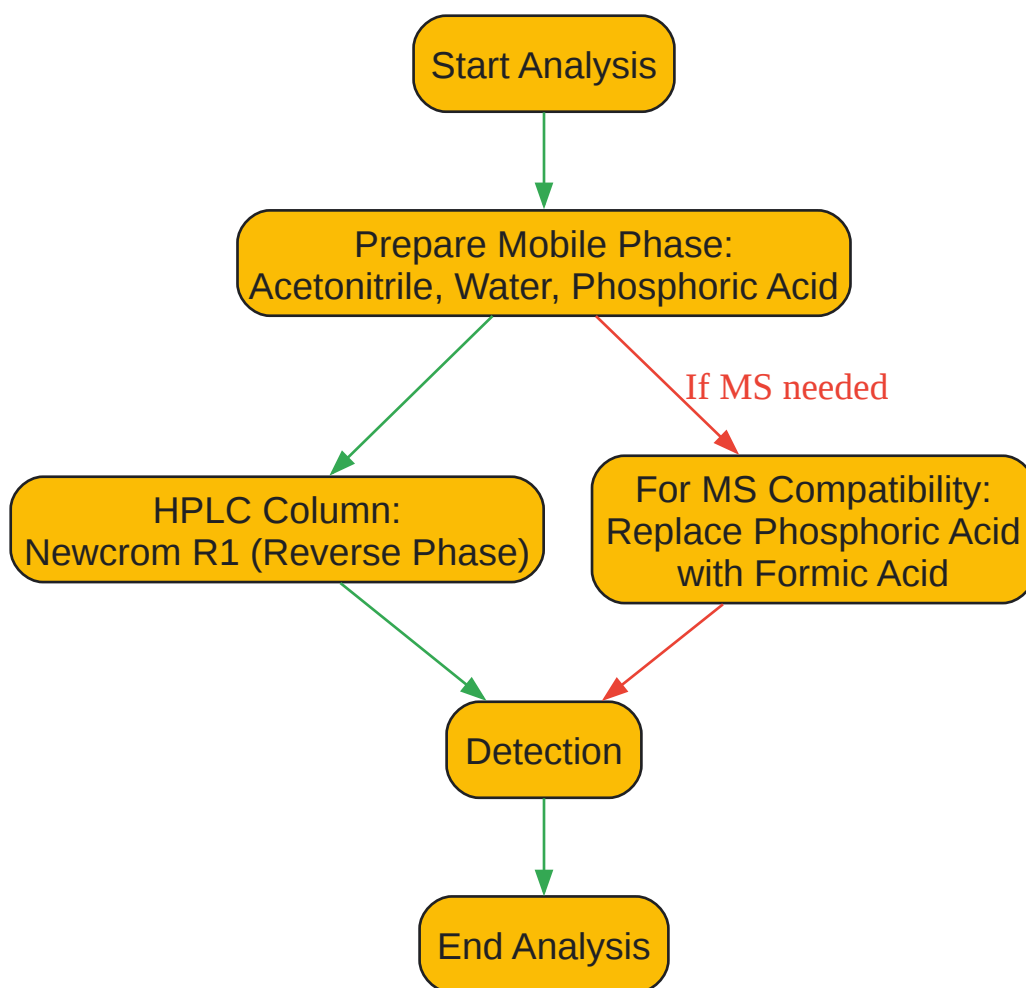 Start Analysis
Prepare Mobile Phase:
Acetonitrile, Water, Phosphoric Acid
If MS needed
HPLC Column:
Newcrom R1 (Reverse Phase)
For MS Compatibility:
Replace Phosphoric Acid
with Formic Acid
Detection
End Analysis